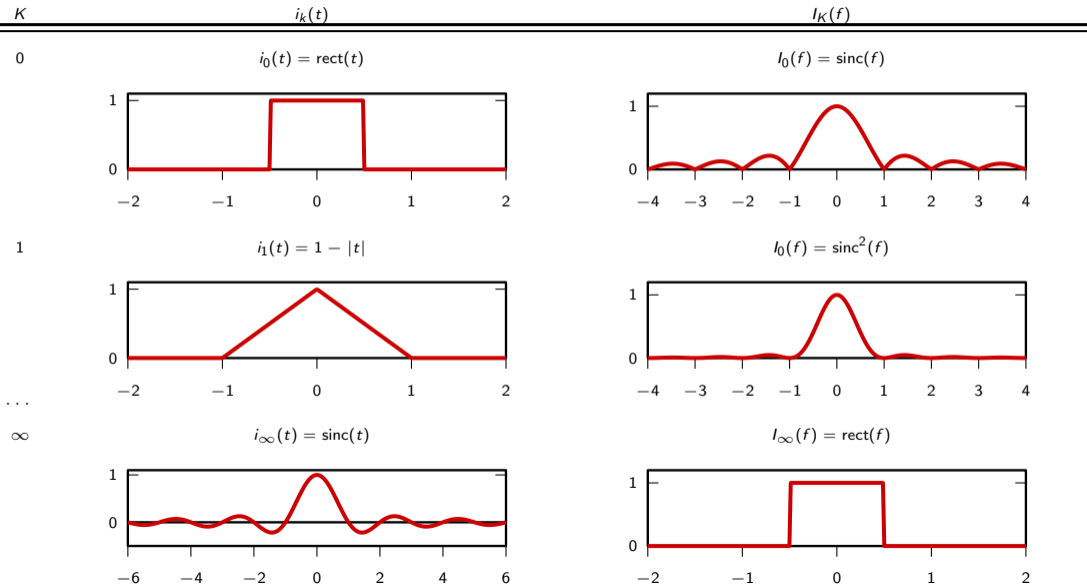 K i_k(t) I_K(f)
0 i_0(t) = rect(t) I_0(f) = sinc(f)
1 1
0 0
−2 −1 0 1 2 −4 −3 −2 −1 0 1 2 3 4
1 i_1(t) = 1 − |t| I_0(f) = sinc²(f)
1 1
0 0
−2 −1 0 1 2 −4 −3 −2 −1 0 1 2 3 4
...
∞ i_∞(t) = sinc(t) I_∞(f) = rect(f)
1 1
0 0
−6 −4 −2 0 2 4 6 −2 −1 0 1 2